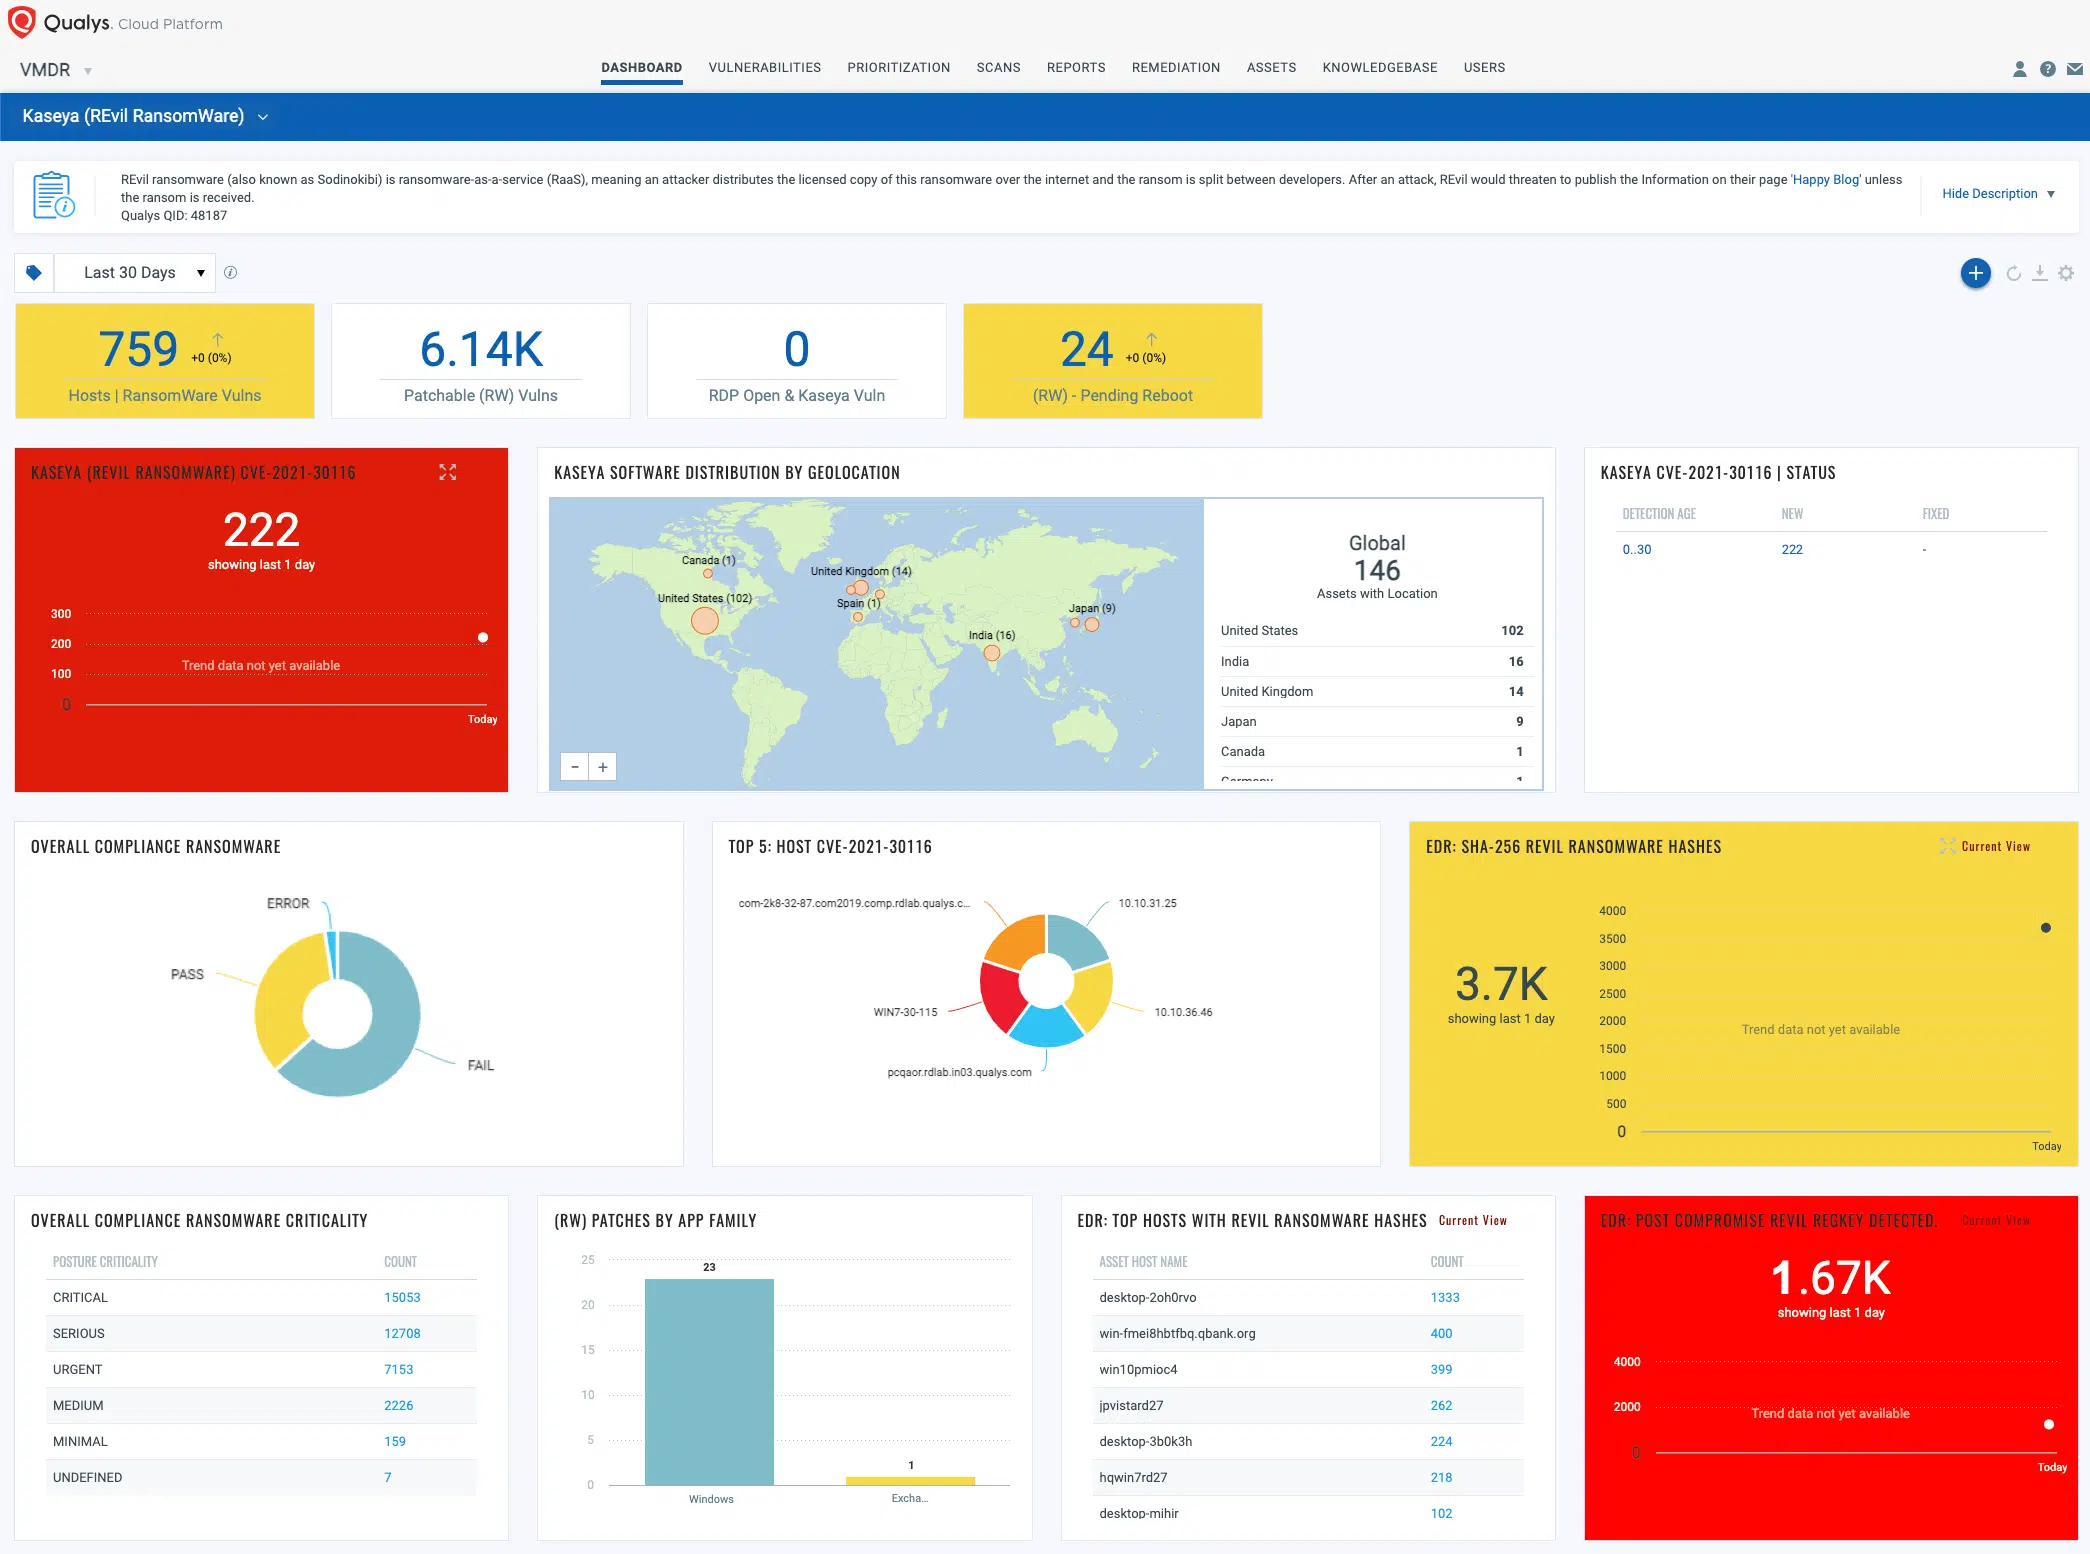 Qualys. Cloud Platform
VMDR
DASHBOARD VULNERABILITIES PRIORITIZATION SCANS REPORTS REMEDIATION ASSETS KNOWLEDGEBASE USERS
Kaseya (REvil RansomWare)
REvil ransomware (also known as Sodinokibi) is ransomware-as-a-service (RaaS), meaning an attacker distributes the licensed copy of this ransomware over the internet and the ransom is split between developers. After an attack, REvil would threaten to publish the Information on their page 'Happy Blog' unless
the ransom is received.
Qualys QID: 48187
Hide Description
Last 30 Days
759 +0 (0%)
Hosts | RansomWare Vulns
6.14K
Patchable (RW) Vulns
0
RDP Open & Kaseya Vuln
24 +0 (0%)
(RW) - Pending Reboot
KASEYA (REVIL RANSOMWARE) CVE-2021-30116
222
showing last 1 day
300
200
100
0
Trend data not yet available
Today
KASEYA SOFTWARE DISTRIBUTION BY GEOLOCATION
Canada (1)
United Kingdom (14)
United States (102)
Spain (1)
Japan (9)
India (16)
- +
Global
146
Assets with Location
United States 102
India 16
United Kingdom 14
Japan 9
Canada 1
Germany 1
KASEYA CVE-2021-30116 | STATUS
DETECTION AGE NEW FIXED
0..30 222 -
OVERALL COMPLIANCE RANSOMWARE
ERROR
PASS
FAIL
TOP 5: HOST CVE-2021-30116
com-2k8-32-87.com2019.comp.rdlab.qualys.c...
10.10.31.25
WIN7-30-115
10.10.36.46
pcqaor.rdlab.in03.qualys.com
EDR: SHA-256 REVIL RANSOMWARE HASHES
Current View
3.7K
showing last 1 day
4000
3500
3000
2500
2000
1500
1000
500
0
Trend data not yet available
Today
OVERALL COMPLIANCE RANSOMWARE CRITICALITY
POSTURE CRITICALITY COUNT
CRITICAL 15053
SERIOUS 12708
URGENT 7153
MEDIUM 2226
MINIMAL 159
UNDEFINED 7
(RW) PATCHES BY APP FAMILY
25
20
15
10
5
0
23
1
Windows
Excha...
EDR: TOP HOSTS WITH REVIL RANSOMWARE HASHES Current View
ASSET HOST NAME COUNT
desktop-2oh0rvo 1333
win-fmei8hbtfbq.qbank.org 400
win10pmioc4 399
jpvistard27 262
desktop-3b0k3h 224
hqwin7rd27 218
desktop-mihir 102
EDR: POST COMPROMISE REVIL REGKEY DETECTED. Current View
1.67K
showing last 1 day
4000
2000
0
Trend data not yet available
Today